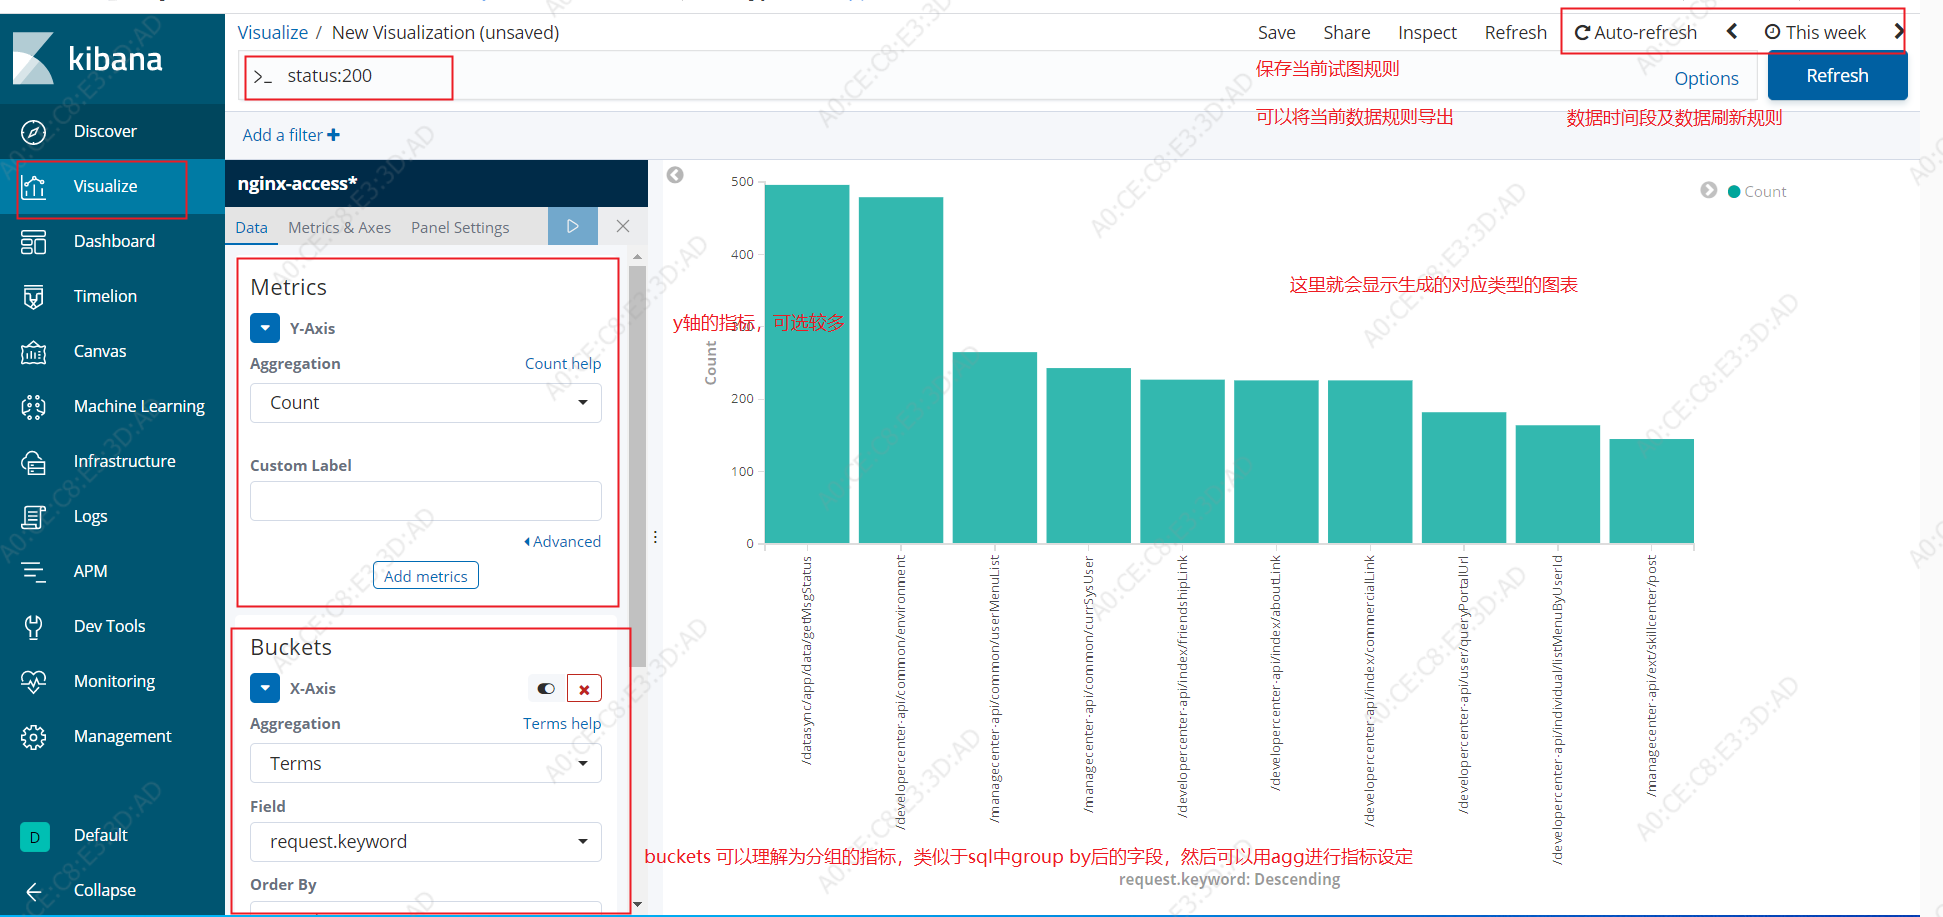 kibana
Discover
Visualize
Dashboard
Timelion
Canvas
Machine Learning
Infrastructure
Logs
APM
Dev Tools
Monitoring
Management
D Default
Collapse
Visualize / New Visualization (unsaved)
Save Share Inspect Refresh Auto-refresh This week
>_ status:200
保存当前试图规则
Options
Refresh
可以将当前数据规则导出
数据时间段及数据刷新规则
Add a filter
nginx-access*
Data Metrics & Axes Panel Settings
Metrics
Y-Axis
Aggregation Count help
Count
Custom Label
Advanced
Add metrics
Buckets
X-Axis
Aggregation Terms help
Terms
Field
request.keyword
Order By
Count
这里就会显示生成的对应类型的图表
y轴的指标，可选较多
500
400
300
200
100
0
Count
/datasync/app/data/getMsgStatus
/developercenter-api/common/environment
/managecenter-api/common/userMenuList
/managecenter-api/common/currSysUser
/developercenter-api/index/friendshipLink
/developercenter-api/index/aboutLink
/developercenter-api/index/commercialLink
/developercenter-api/user/queryPortalUrl
/developercenter-api/individual/listMenuByUserId
/managecenter-api/ext/skillcenter/post
buckets 可以理解为分组的指标，类似于sql中group by后的字段，然后可以用agg进行指标设定
request.keyword: Descending
A0:CE:C8:E3:3D:AD